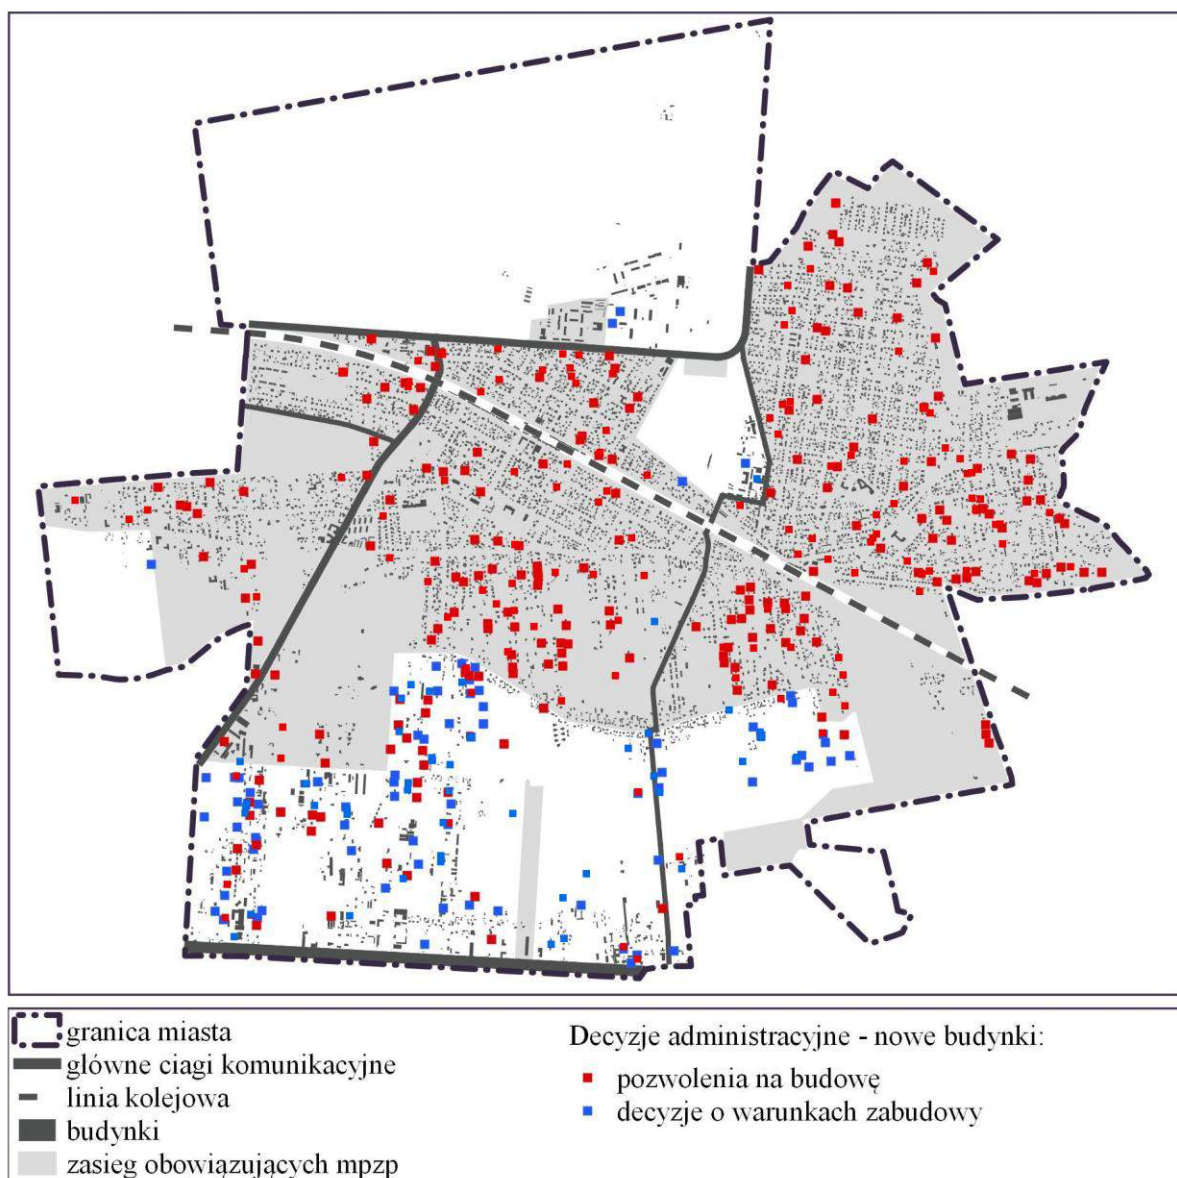 granica miasta
główne ciągi komunikacyjne
linia kolejowa
budynki
zasięg obowiązujących mpzp
Decyzje administracyjne - nowe budynki:
pozwolenia na budowę
decyzje o warunkach zabudowy